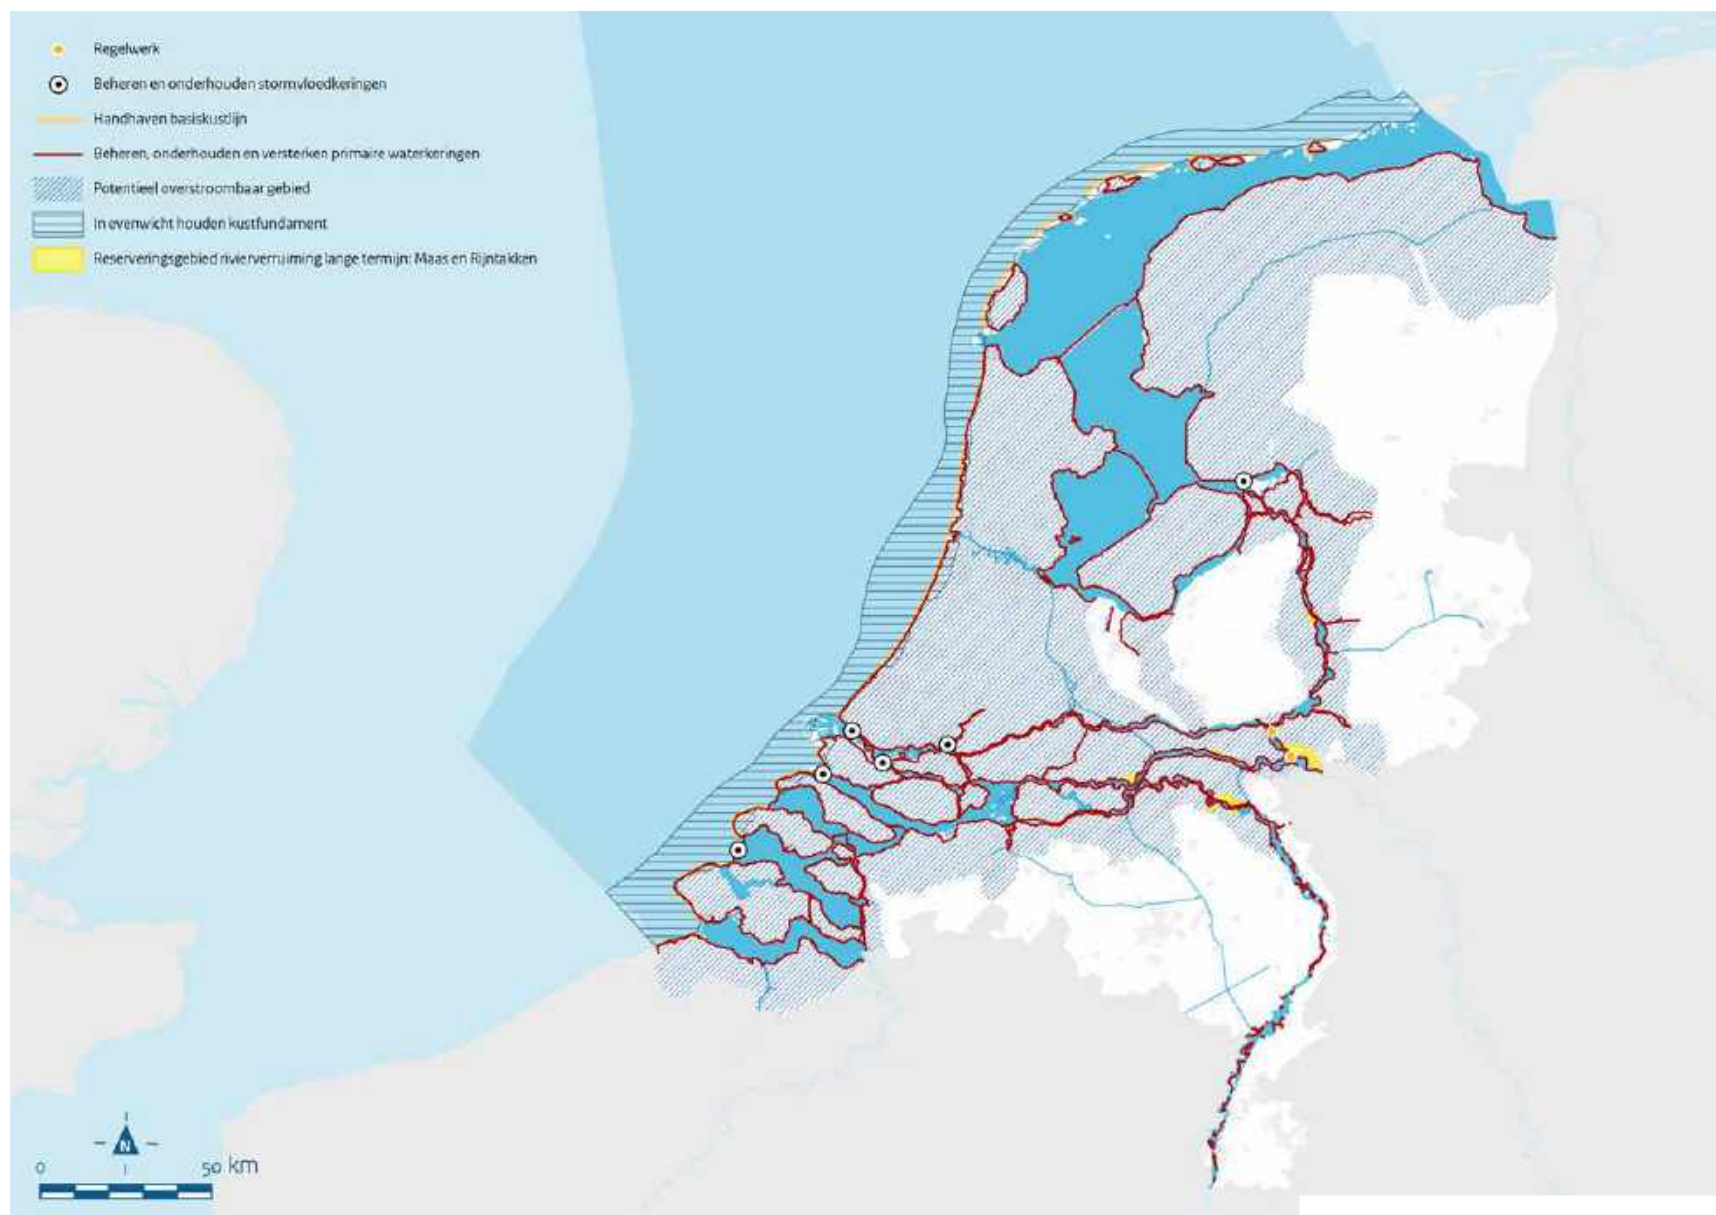 Regelwerk
Beheren en onderhouden stormvloedkeringen
Handhaven basiskustlijn
Beheren, onderhouden en versterken primaire waterkeringen
Potentieel overstroombaar gebied
In evenwicht houden kustfundament
Reserveringsgebied rivierverruiming lange termijn: Maas en Rijntakken
N
0 50 km